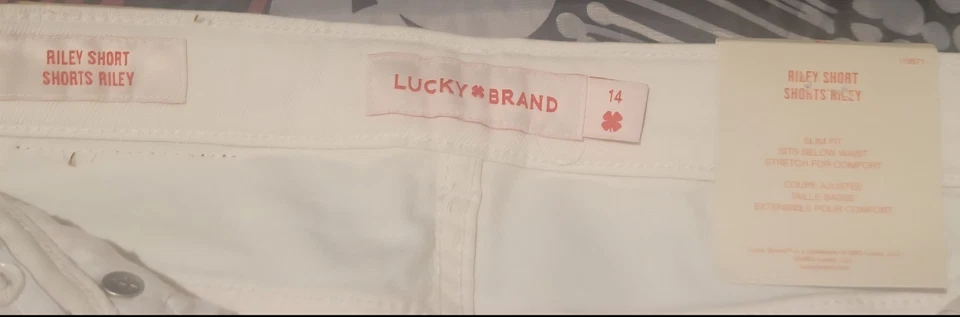 RILEY SHORT
SHORTS RILEY
LUCKY BRAND
14
RILEY SHORT
SHORTS RILEY
SLIM FIT
SITS BELOW WAIST
STRETCH FOR COMFORT
COUPE AJUSTÉE
TAILLE BASSE
EXTENSIBLE POUR CONFORT